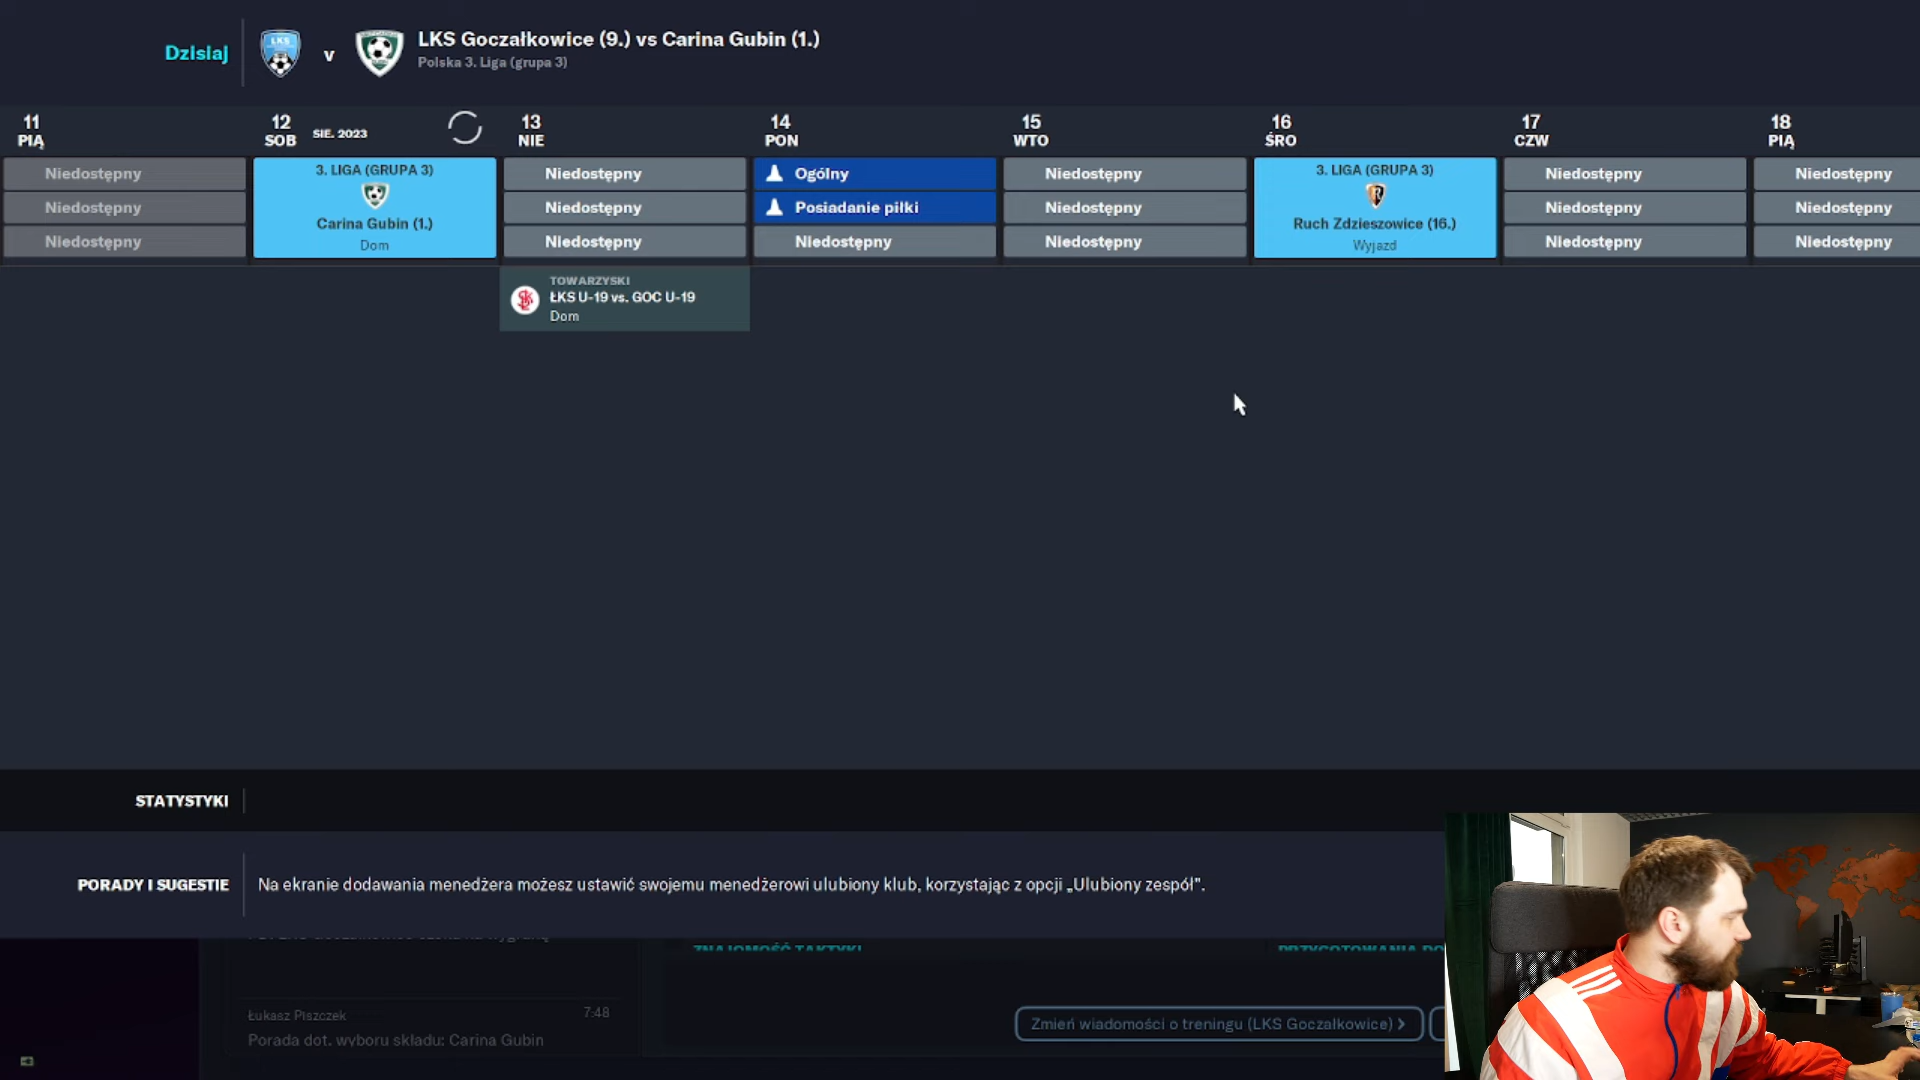 Dzisiaj
v
LKS Goczałkowice (9.) vs Carina Gubin (1.)
Polska 3. Liga (grupa 3)
11
PIĄ
12
SOB
SIE. 2023
13
NIE
14
PON
15
WTO
16
ŚRO
17
CZW
18
PIĄ
Niedostępny
Niedostępny
Niedostępny
3. LIGA (GRUPA 3)
Carina Gubin (1.)
Dom
Niedostępny
Niedostępny
Niedostępny
Ogólny
Posiadanie piłki
Niedostępny
Niedostępny
Niedostępny
Niedostępny
3. LIGA (GRUPA 3)
Ruch Zdzieszowice (16.)
Wyjazd
Niedostępny
Niedostępny
Niedostępny
Niedostępny
Niedostępny
Niedostępny
TOWARZYSKI
ŁKS U-19 vs. GOC U-19
Dom
STATYSTYKI
PORADY I SUGESTIE
Na ekranie dodawania menedżera możesz ustawić swojemu menedżerowi ulubiony klub, korzystając z opcji „Ulubiony zespół".
ZNAJOMOŚĆ TAKTYKI
PRZYGOTOWANIA DO
Łukasz Piszczek
7:48
Porada dot. wyboru składu: Carina Gubin
Zmień wiadomości o treningu (LKS Goczalkowice)